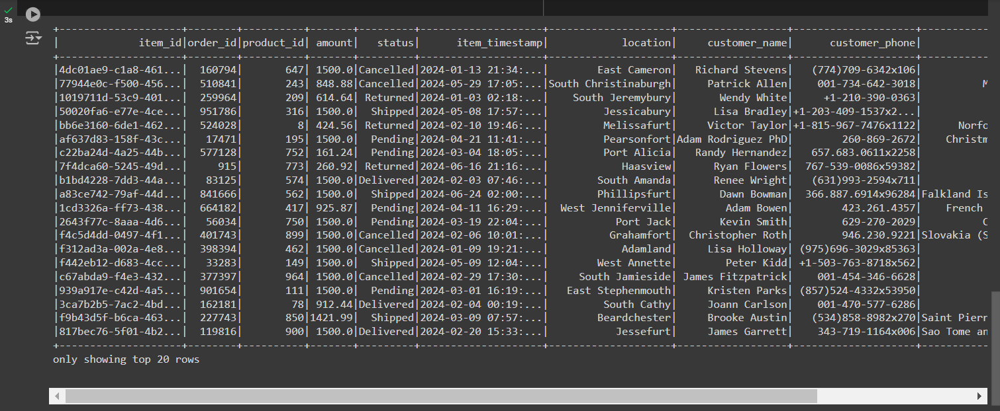 3s
+--------------------+--------+----------+-------+---------+--------------------+--------------------+------------------+--------------------+-----------
|             item_id|order_id|product_id| amount|   status|      item_timestamp|            location|     customer_name|      customer_phone|
+--------------------+--------+----------+-------+---------+--------------------+--------------------+------------------+--------------------+-----------
|4dc01ae9-c1a8-461...|  160794|       647| 1500.0|Cancelled|2024-01-13 21:34:...|        East Cameron|   Richard Stevens|   (774)709-6342x106|
|77944e0c-f500-456...|  510841|       243| 848.88|Cancelled|2024-05-29 17:05:...|South Christinaburgh|     Patrick Allen|    001-734-642-3018|          M
|1019711d-53c9-401...|  259964|       209| 614.64| Returned|2024-01-03 02:18:...|    South Jeremybury|       Wendy White|     +1-210-390-0363|
|50020fa6-e77e-4ce...|  951786|       316| 1500.0|  Shipped|2024-05-08 17:57:...|         Jessicabury|      Lisa Bradley|+1-203-409-1537x2...|
|bb6e3160-6de1-462...|  524028|         8| 424.56| Returned|2024-02-10 19:46:...|        Melissafurt|     Victor Taylor|+1-815-967-7476x1122|      Norfo
|af637d83-158f-43c...|   17471|       195| 1500.0|  Pending|2024-04-21 11:41:...|         Pearsonfort|Adam Rodriguez PhD|        260-869-2672|    Christm
|c22ba24d-4a25-44b...|  577128|       752| 161.24|  Pending|2024-03-04 18:05:...|         Port Alicia|   Randy Hernandez|   657.683.0611x2258|
|7f4dca60-5245-49d...|     915|       773| 260.92| Returned|2024-06-16 21:16:...|            Haasview|      Ryan Flowers|  767-539-0086x59382|
|b1bd4228-7dd3-44a...|   83125|       574| 1500.0|Delivered|2024-02-03 07:46:...|        South Amanda|      Renee Wright|   (631)993-2594x711|
|a83ce742-79af-44d...|  841666|       562| 1500.0|  Shipped|2024-06-24 02:00:...|        Phillipsfurt|       Dawn Bowman|  366.887.6914x96284|Falkland Is
|1cd3326a-ff73-438...|  664182|       417| 925.87|  Pending|2024-04-11 16:29:...|  West Jenniferville|        Adam Bowen|        423.261.4357|    French
|2643f77c-8aaa-4d6...|   56034|       750| 1500.0|  Pending|2024-03-19 22:04:...|           Port Jack|       Kevin Smith|        629-270-2029|          C
|f4c5d4dd-0497-4f1...|  401743|       899| 1500.0|Cancelled|2024-02-06 10:01:...|          Grahamfort|  Christopher Roth|        946.230.9221|Slovakia (S
|f312ad3a-002a-4e8...|  398394|       462| 1500.0|Cancelled|2024-01-09 19:21:...|            Adamland|     Lisa Holloway| (975)696-3029x85363|
|f442eb12-d683-4cc...|   33283|       149| 1500.0|  Shipped|2024-05-09 12:04:...|        West Annette|        Peter Kidd| +1-503-763-8718x562|
|c67abda9-f4e3-432...|  377397|       964| 1500.0|Cancelled|2024-02-29 17:30:...|     South Jamieside| James Fitzpatrick|    001-454-346-6628|
|939a917e-c42d-4a5...|  901654|       111| 1500.0|  Pending|2024-03-01 16:19:...|   East Stephenmouth|     Kristen Parks| (857)524-4332x53950|
|3ca7b2b5-7ac2-4bd...|  162181|        78| 912.44|Delivered|2024-02-04 00:19:...|         South Cathy|     Joann Carlson|    001-470-577-6286|
|f9b43d5f-b6ca-463...|  227743|       850|1421.99|  Shipped|2024-03-09 07:57:...|        Beardchester|     Brooke Austin|   (534)858-8982x270|Saint Pierr
|817bec76-5f01-4b2...|  119816|       900| 1500.0|Delivered|2024-02-20 15:33:...|           Jessefurt|     James Garrett|    343-719-1164x006|Sao Tome an
+--------------------+--------+----------+-------+---------+--------------------+--------------------+------------------+--------------------+-----------
only showing top 20 rows